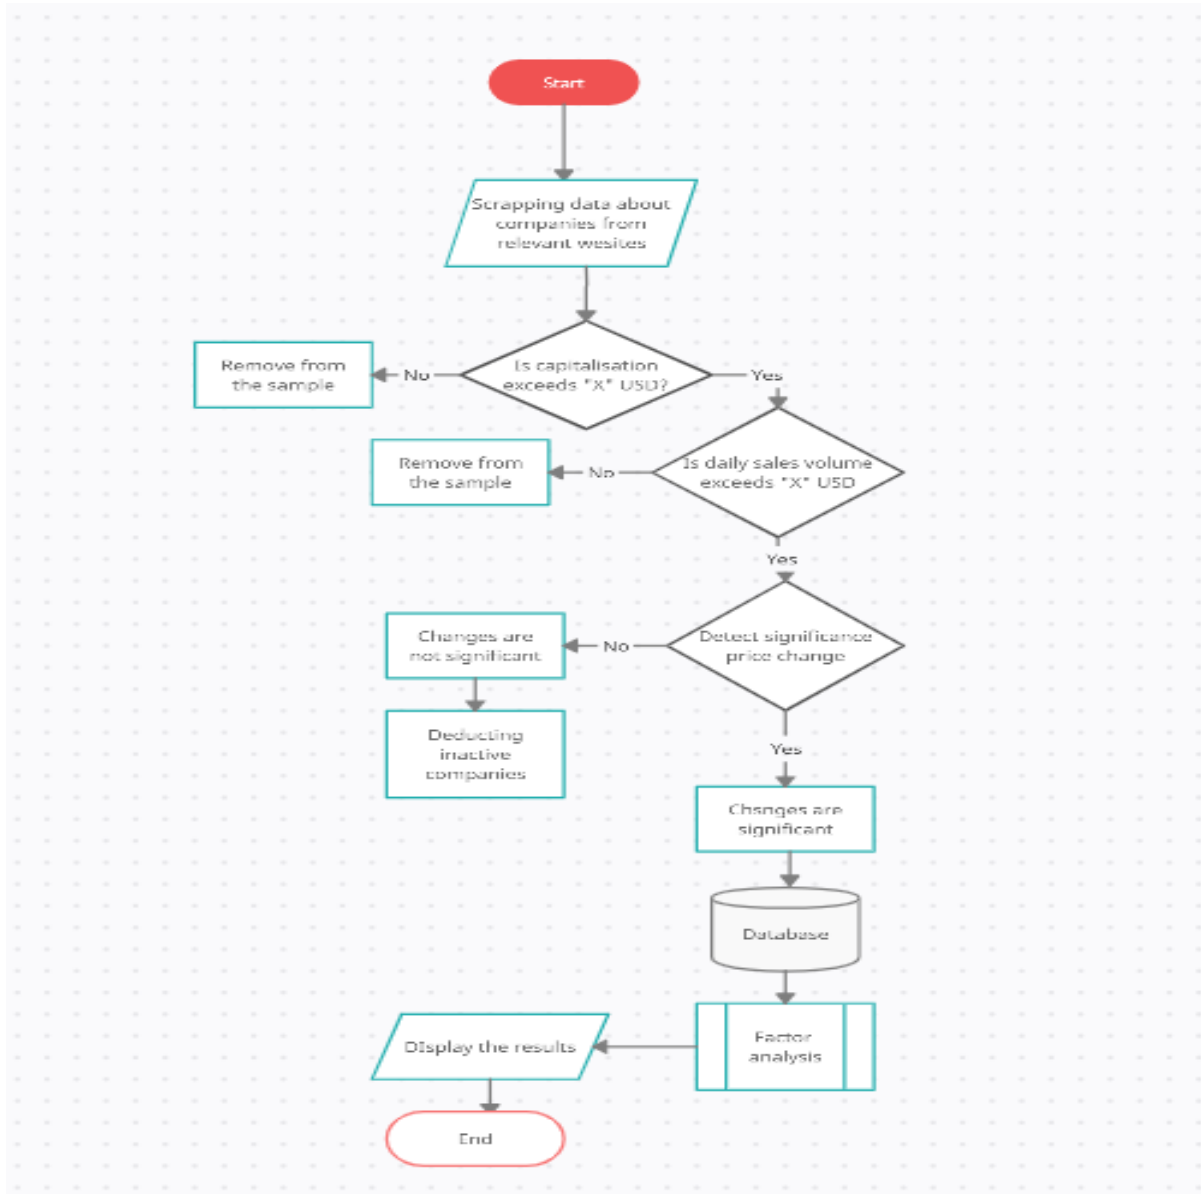 Start
Scrapping data about
companies from
relevant wesites
Is capitalisation
exceeds "X" USD?
No
Remove from
the sample
Yes
Is daily sales volume
exceeds "X" USD
No
Remove from
the sample
Yes
Detect significance
price change
No
Changes are
not significant
Deducting
inactive
companies
Yes
Chsnges are
significant
Database
Factor
analysis
DIsplay the results
End